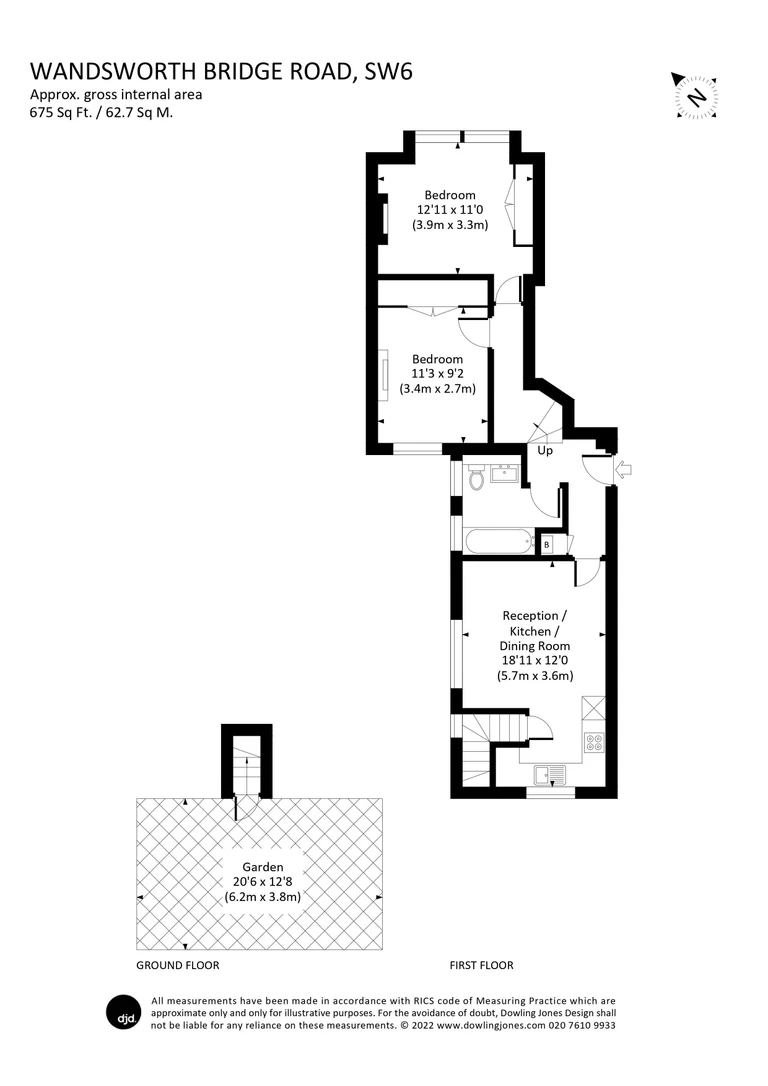 WANDSWORTH BRIDGE ROAD, SW6
Approx. gross internal area
675 Sq Ft. / 62.7 Sq M.
N
Bedroom
12'11 x 11'0
(3.9m x 3.3m)
Bedroom
11'3 x 9'2
(3.4m x 2.7m)
Up
B
Reception /
Kitchen /
Dining Room
18'11 x 12'0
(5.7m x 3.6m)
Garden
20'6 x 12'8
(6.2m x 3.8m)
GROUND FLOOR
FIRST FLOOR
djd.
All measurements have been made in accordance with RICS code of Measuring Practice which are
approximate only and only for illustrative purposes. For the avoidance of doubt, Dowling Jones Design shall
not be liable for any reliance on these measurements. © 2022 www.dowlingjones.com 020 7610 9933